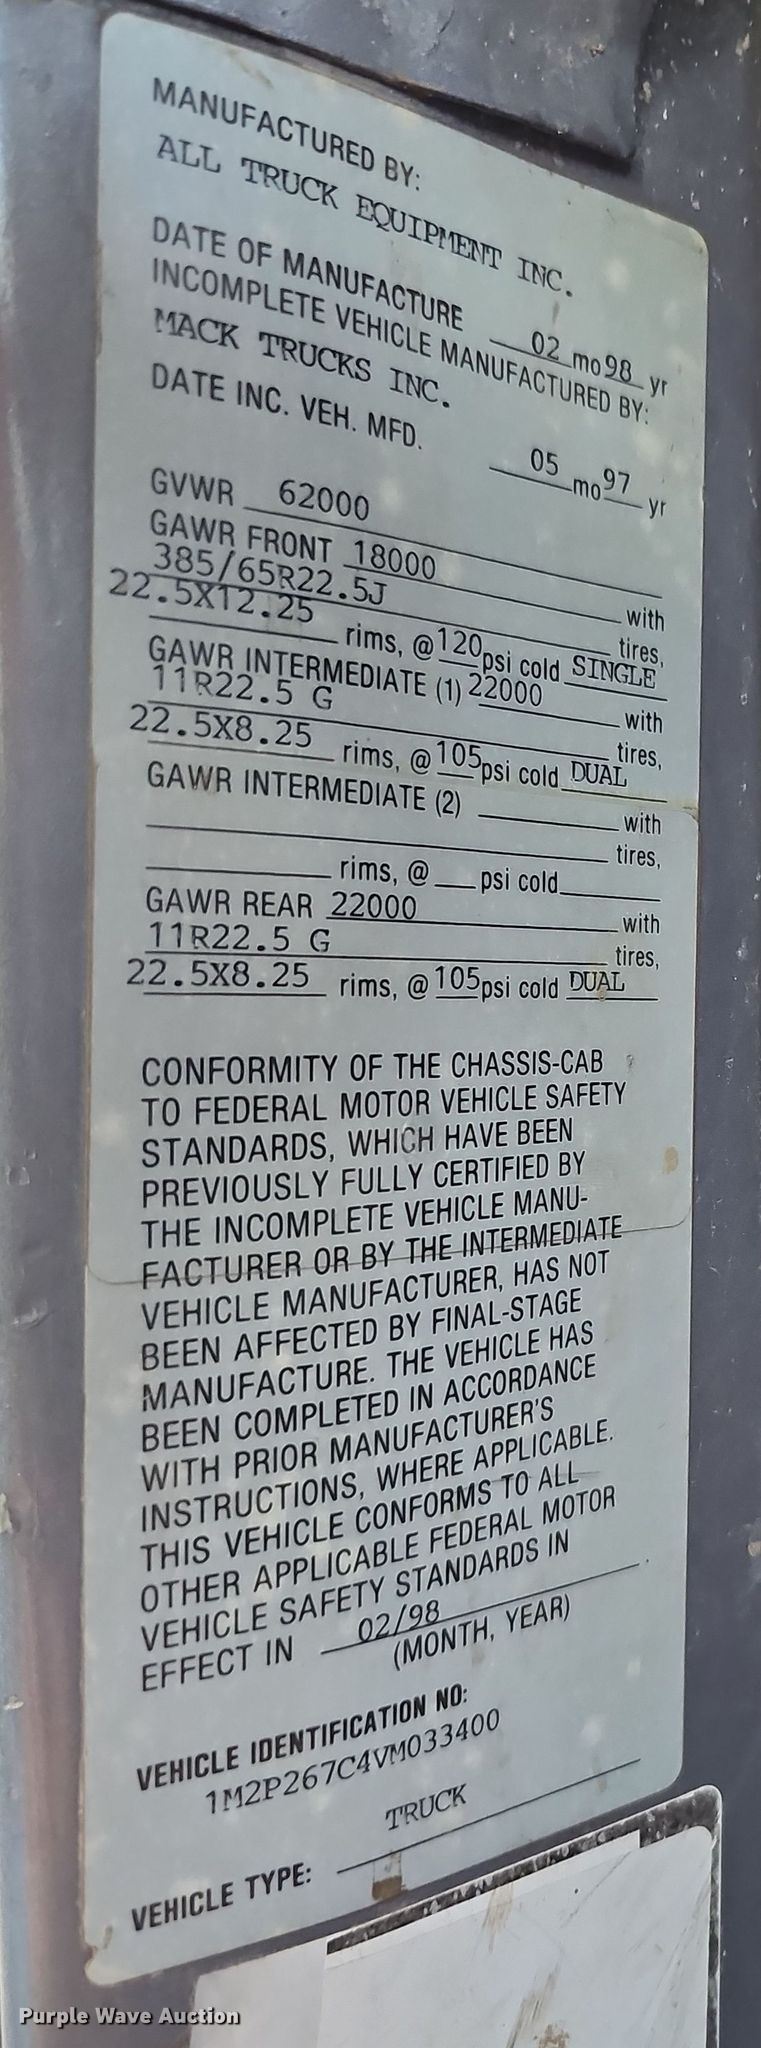 MANUFACTURED BY:
ALL TRUCK EQUIPMENT INC.
DATE OF MANUFACTURE 02 mo 98 yr
INCOMPLETE VEHICLE MANUFACTURED BY:
MACK TRUCKS INC.
DATE INC. VEH. MFD. 05 mo 97 yr
GVWR 62000
GAWR FRONT 18000 with
385/65R22.5J tires,
22.5X12.25 rims, @ 120 psi cold SINGLE
GAWR INTERMEDIATE (1) 22000 with
11R22.5 G tires,
22.5X8.25 rims, @ 105 psi cold DUAL
GAWR INTERMEDIATE (2) with
tires,
rims, @ psi cold
GAWR REAR 22000 with
11R22.5 G tires,
22.5X8.25 rims, @ 105 psi cold DUAL
CONFORMITY OF THE CHASSIS-CAB
TO FEDERAL MOTOR VEHICLE SAFETY
STANDARDS, WHICH HAVE BEEN
PREVIOUSLY FULLY CERTIFIED BY
THE INCOMPLETE VEHICLE MANU-
FACTURER OR BY THE INTERMEDIATE
VEHICLE MANUFACTURER, HAS NOT
BEEN AFFECTED BY FINAL-STAGE
MANUFACTURE. THE VEHICLE HAS
BEEN COMPLETED IN ACCORDANCE
WITH PRIOR MANUFACTURER'S
INSTRUCTIONS, WHERE APPLICABLE.
THIS VEHICLE CONFORMS TO ALL
OTHER APPLICABLE FEDERAL MOTOR
VEHICLE SAFETY STANDARDS IN
EFFECT IN 02/98
(MONTH, YEAR)
VEHICLE IDENTIFICATION NO:
1M2P267C4VM033400
VEHICLE TYPE: TRUCK
Purple Wave Auction